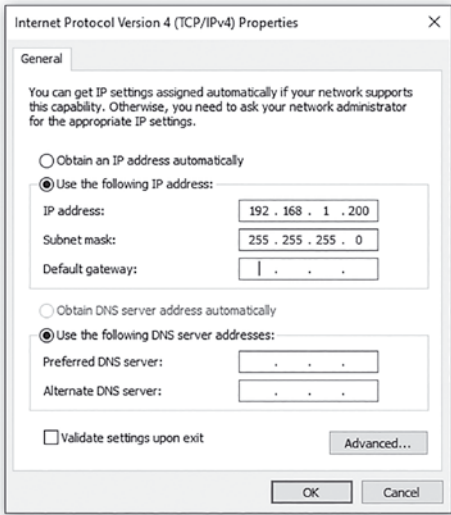 Internet Protocol Version 4 (TCP/IPv4) Properties
General
You can get IP settings assigned automatically if your network supports
this capability. Otherwise, you need to ask your network administrator
for the appropriate IP settings.
Obtain an IP address automatically
Use the following IP address:
IP address: 192 . 168 . 1 . 200
Subnet mask: 255 . 255 . 255 . 0
Default gateway: . . .
Obtain DNS server address automatically
Use the following DNS server addresses:
Preferred DNS server: . . .
Alternate DNS server: . . .
Validate settings upon exit
Advanced...
OK Cancel